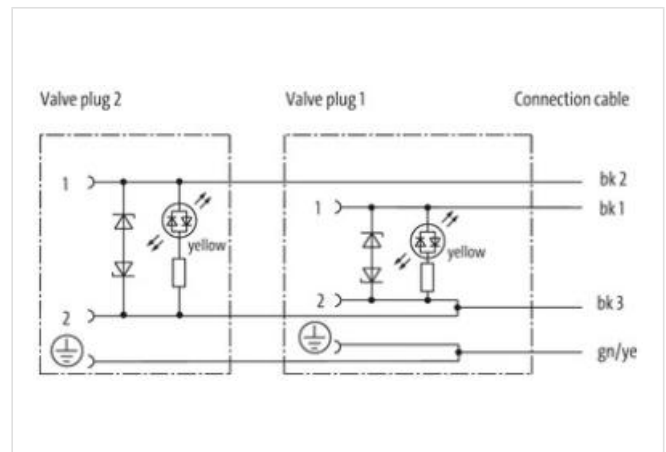 Valve plug 2 Valve plug 1 Connection cable
1 bk 2
1 bk 1
yellow yellow
2 bk 3
2
gn/ye